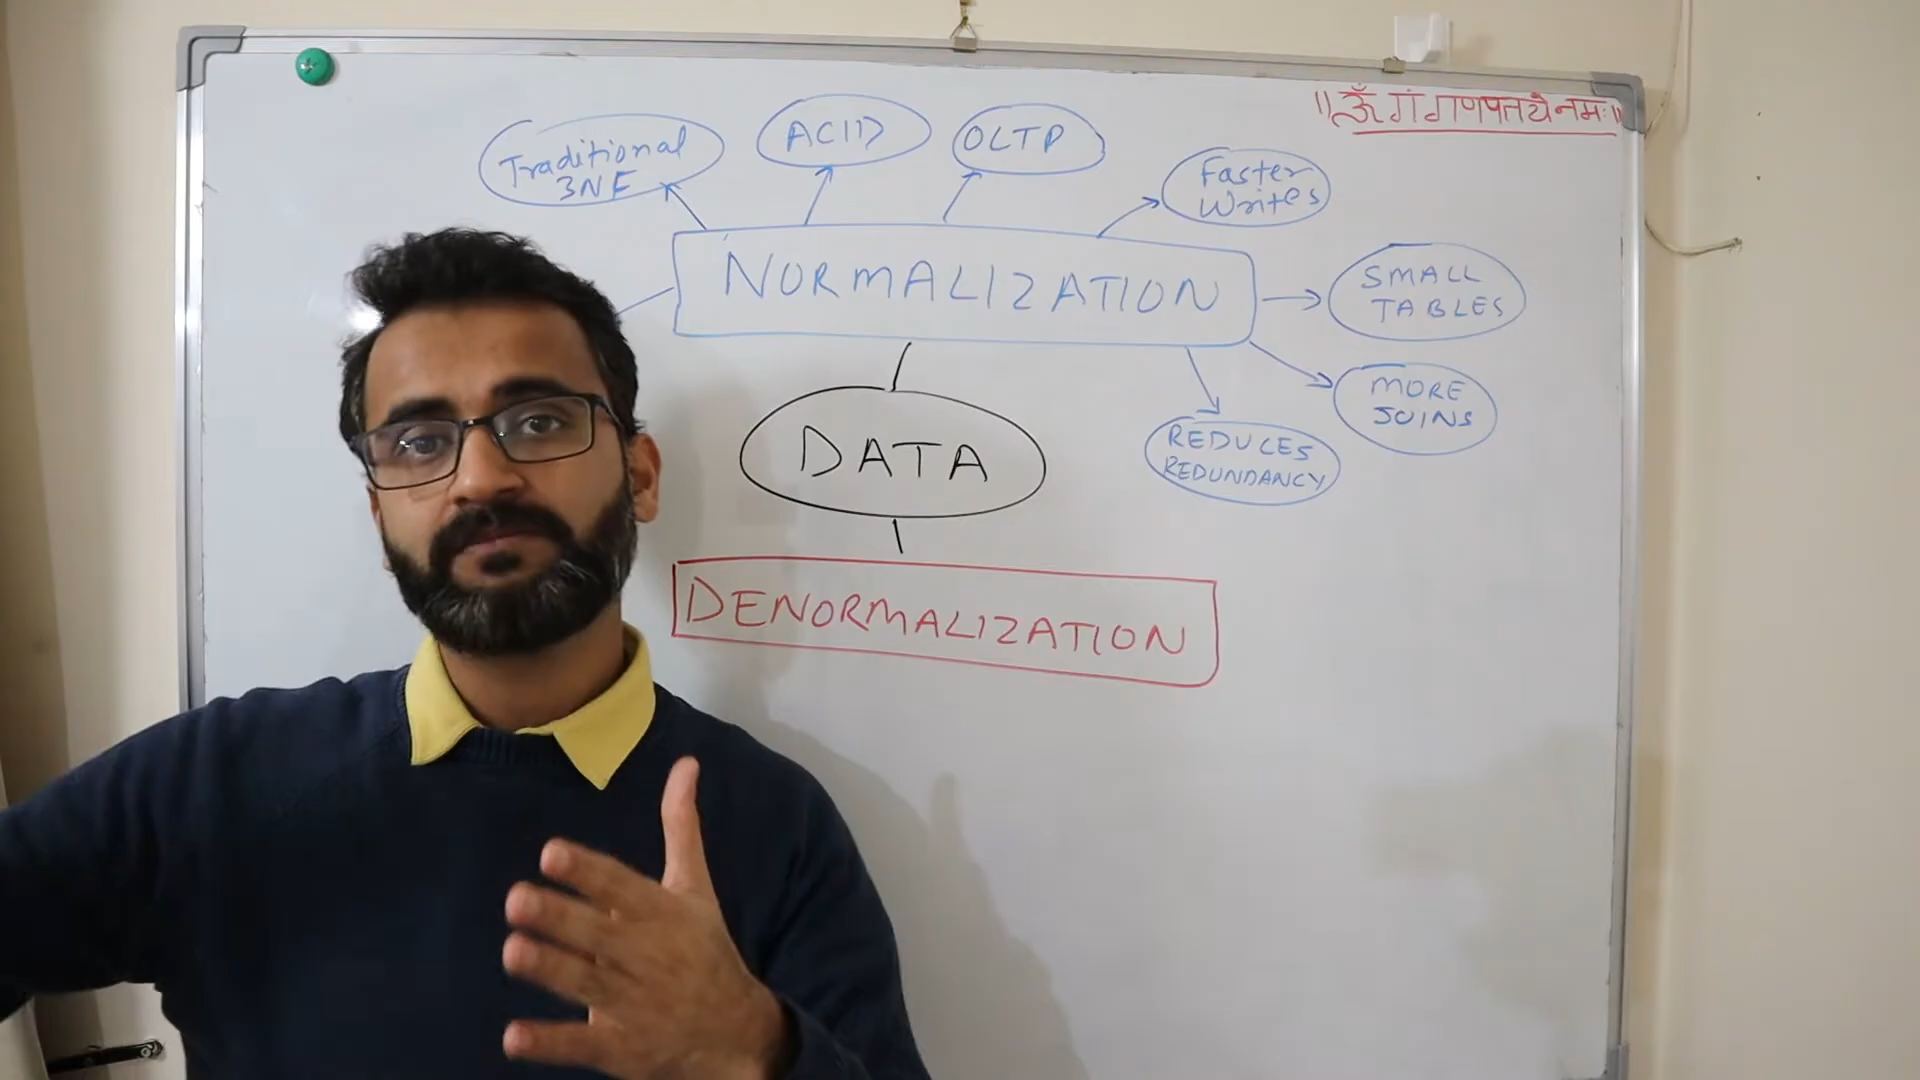 ॥ॐ गं गणपतये नमः॥
Traditional
3NF
ACID
OLTP
Faster
Writes
NORMALIZATION
SMALL
TABLES
MORE
JOINS
REDUCES
REDUNDANCY
DATA
DENORMALIZATION